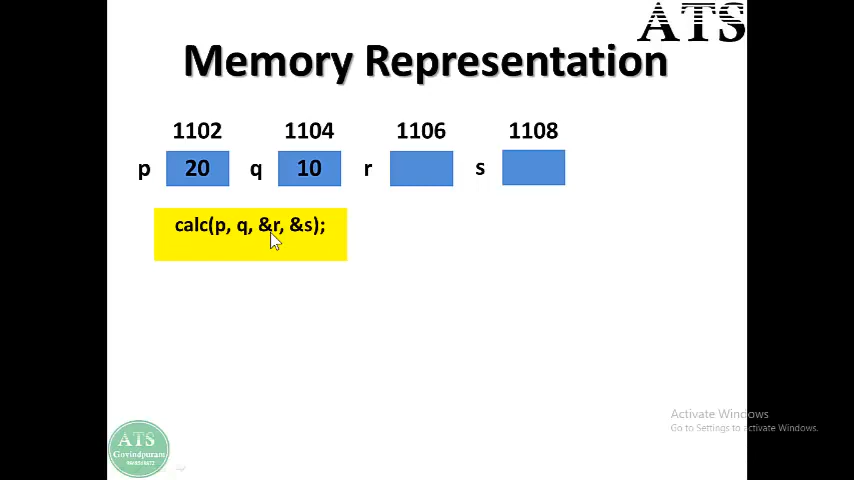 ATS
Memory Representation
1102 1104 1106 1108
p 20 q 10 r s
calc(p, q, &r, &s);
Activate Windows
Go to Settings to activate Windows.
ATS
Govindpuram